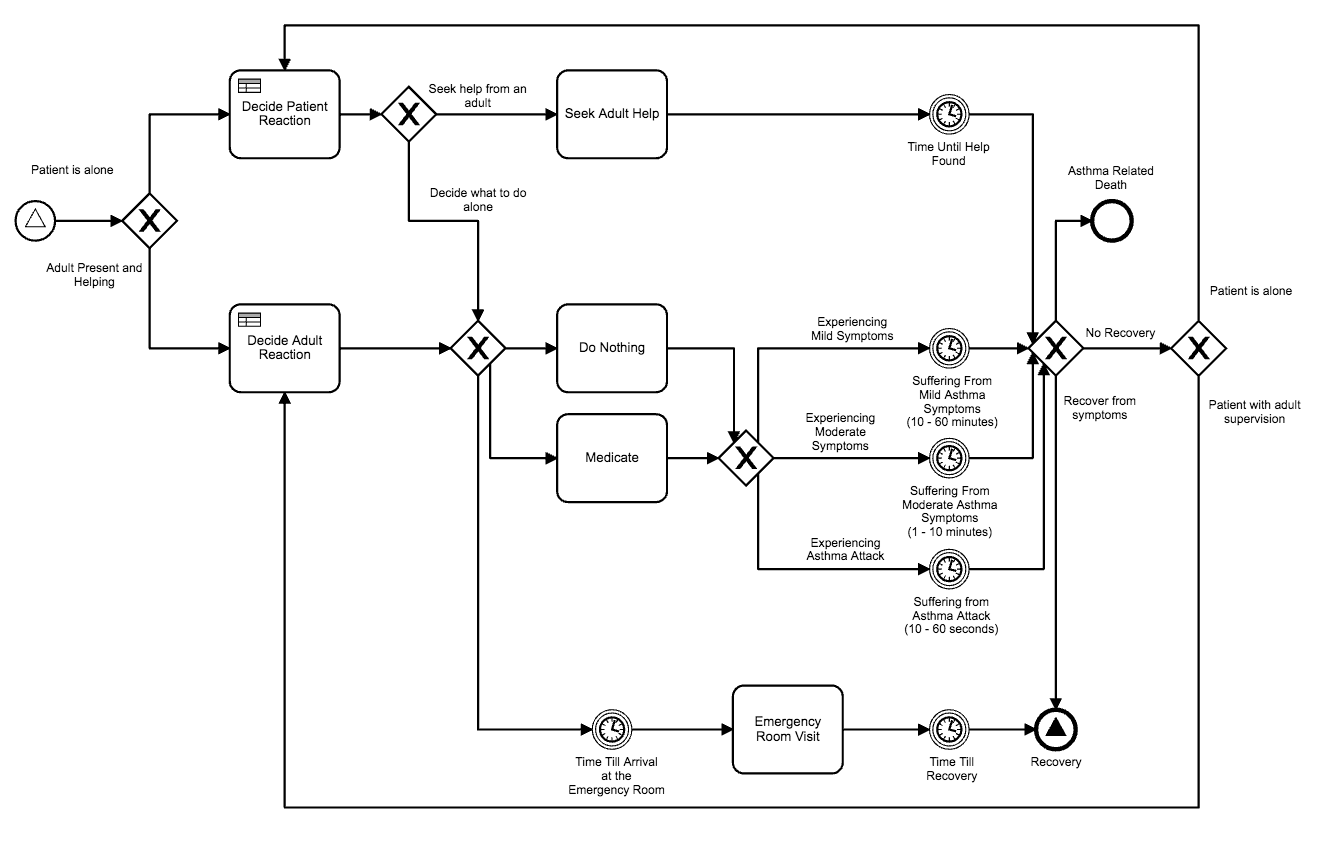 Seek help from an
adult
Decide Patient
Reaction
Seek Adult Help
Time Until Help
Found
Patient is alone
Asthma Related
Death
Decide what to do
alone
Adult Present and
Helping
Patient is alone
Experiencing
Mild Symptoms
No Recovery
Decide Adult
Reaction
Do Nothing
Suffering From
Mild Asthma
Symptoms
(10 - 60 minutes)
Recover from
symptoms
Patient with adult
supervision
Experiencing
Moderate
Symptoms
Medicate
Suffering From
Moderate Asthma
Symptoms
(1 - 10 minutes)
Experiencing
Asthma Attack
Suffering from
Asthma Attack
(10 - 60 seconds)
Emergency
Room Visit
Time Till Arrival
at the
Emergency Room
Time Till
Recovery
Recovery